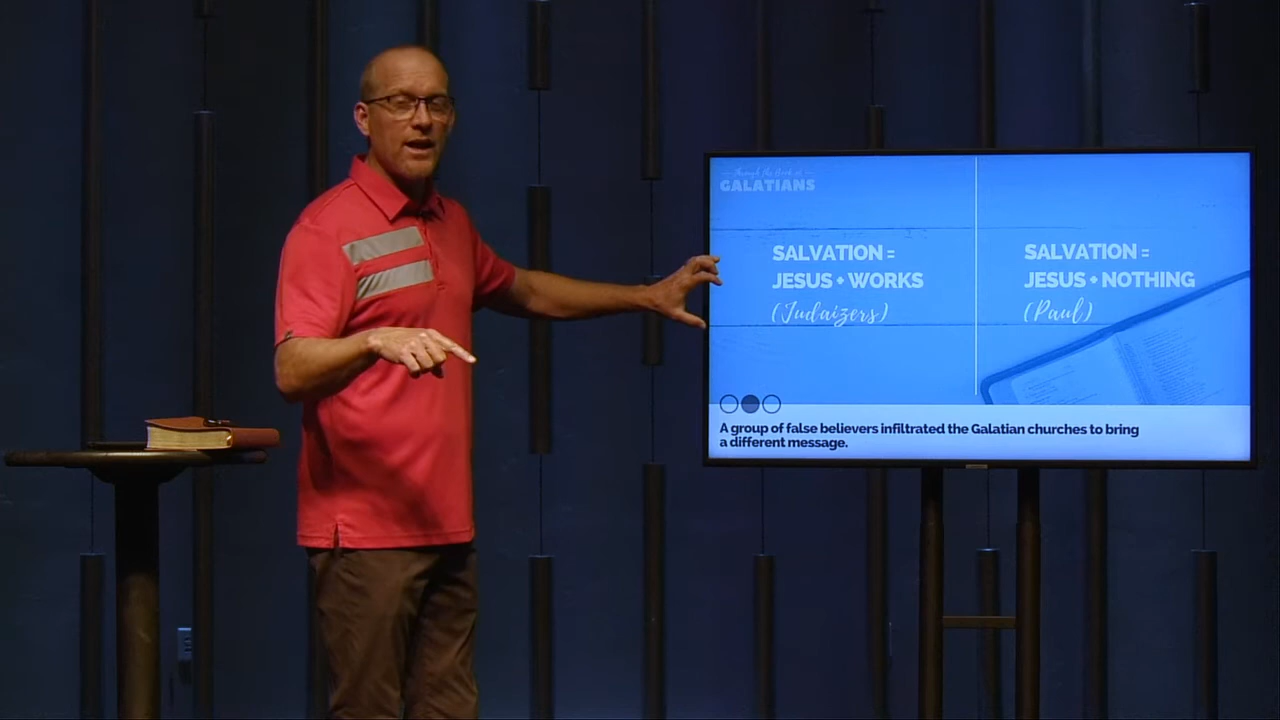 Through the Book of
GALATIANS
SALVATION =
JESUS + WORKS
(Judaizers)
SALVATION =
JESUS + NOTHING
(Paul)
A group of false believers infiltrated the Galatian churches to bring
a different message.